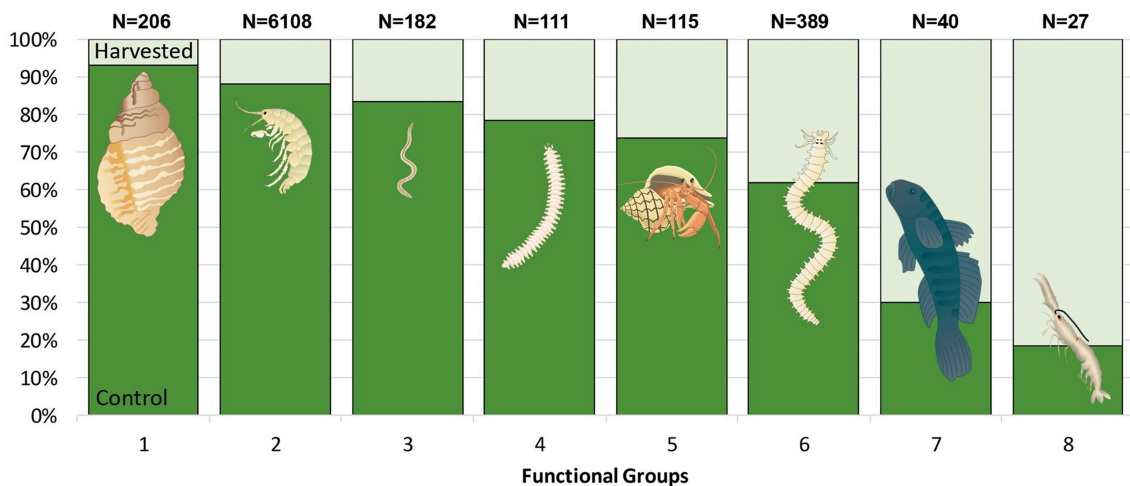 N=206 N=6108 N=182 N=111 N=115 N=389 N=40 N=27
100%
Harvested
90%
80%
70%
60%
50%
40%
30%
20%
10%
Control
0%
1 2 3 4 5 6 7 8
Functional Groups